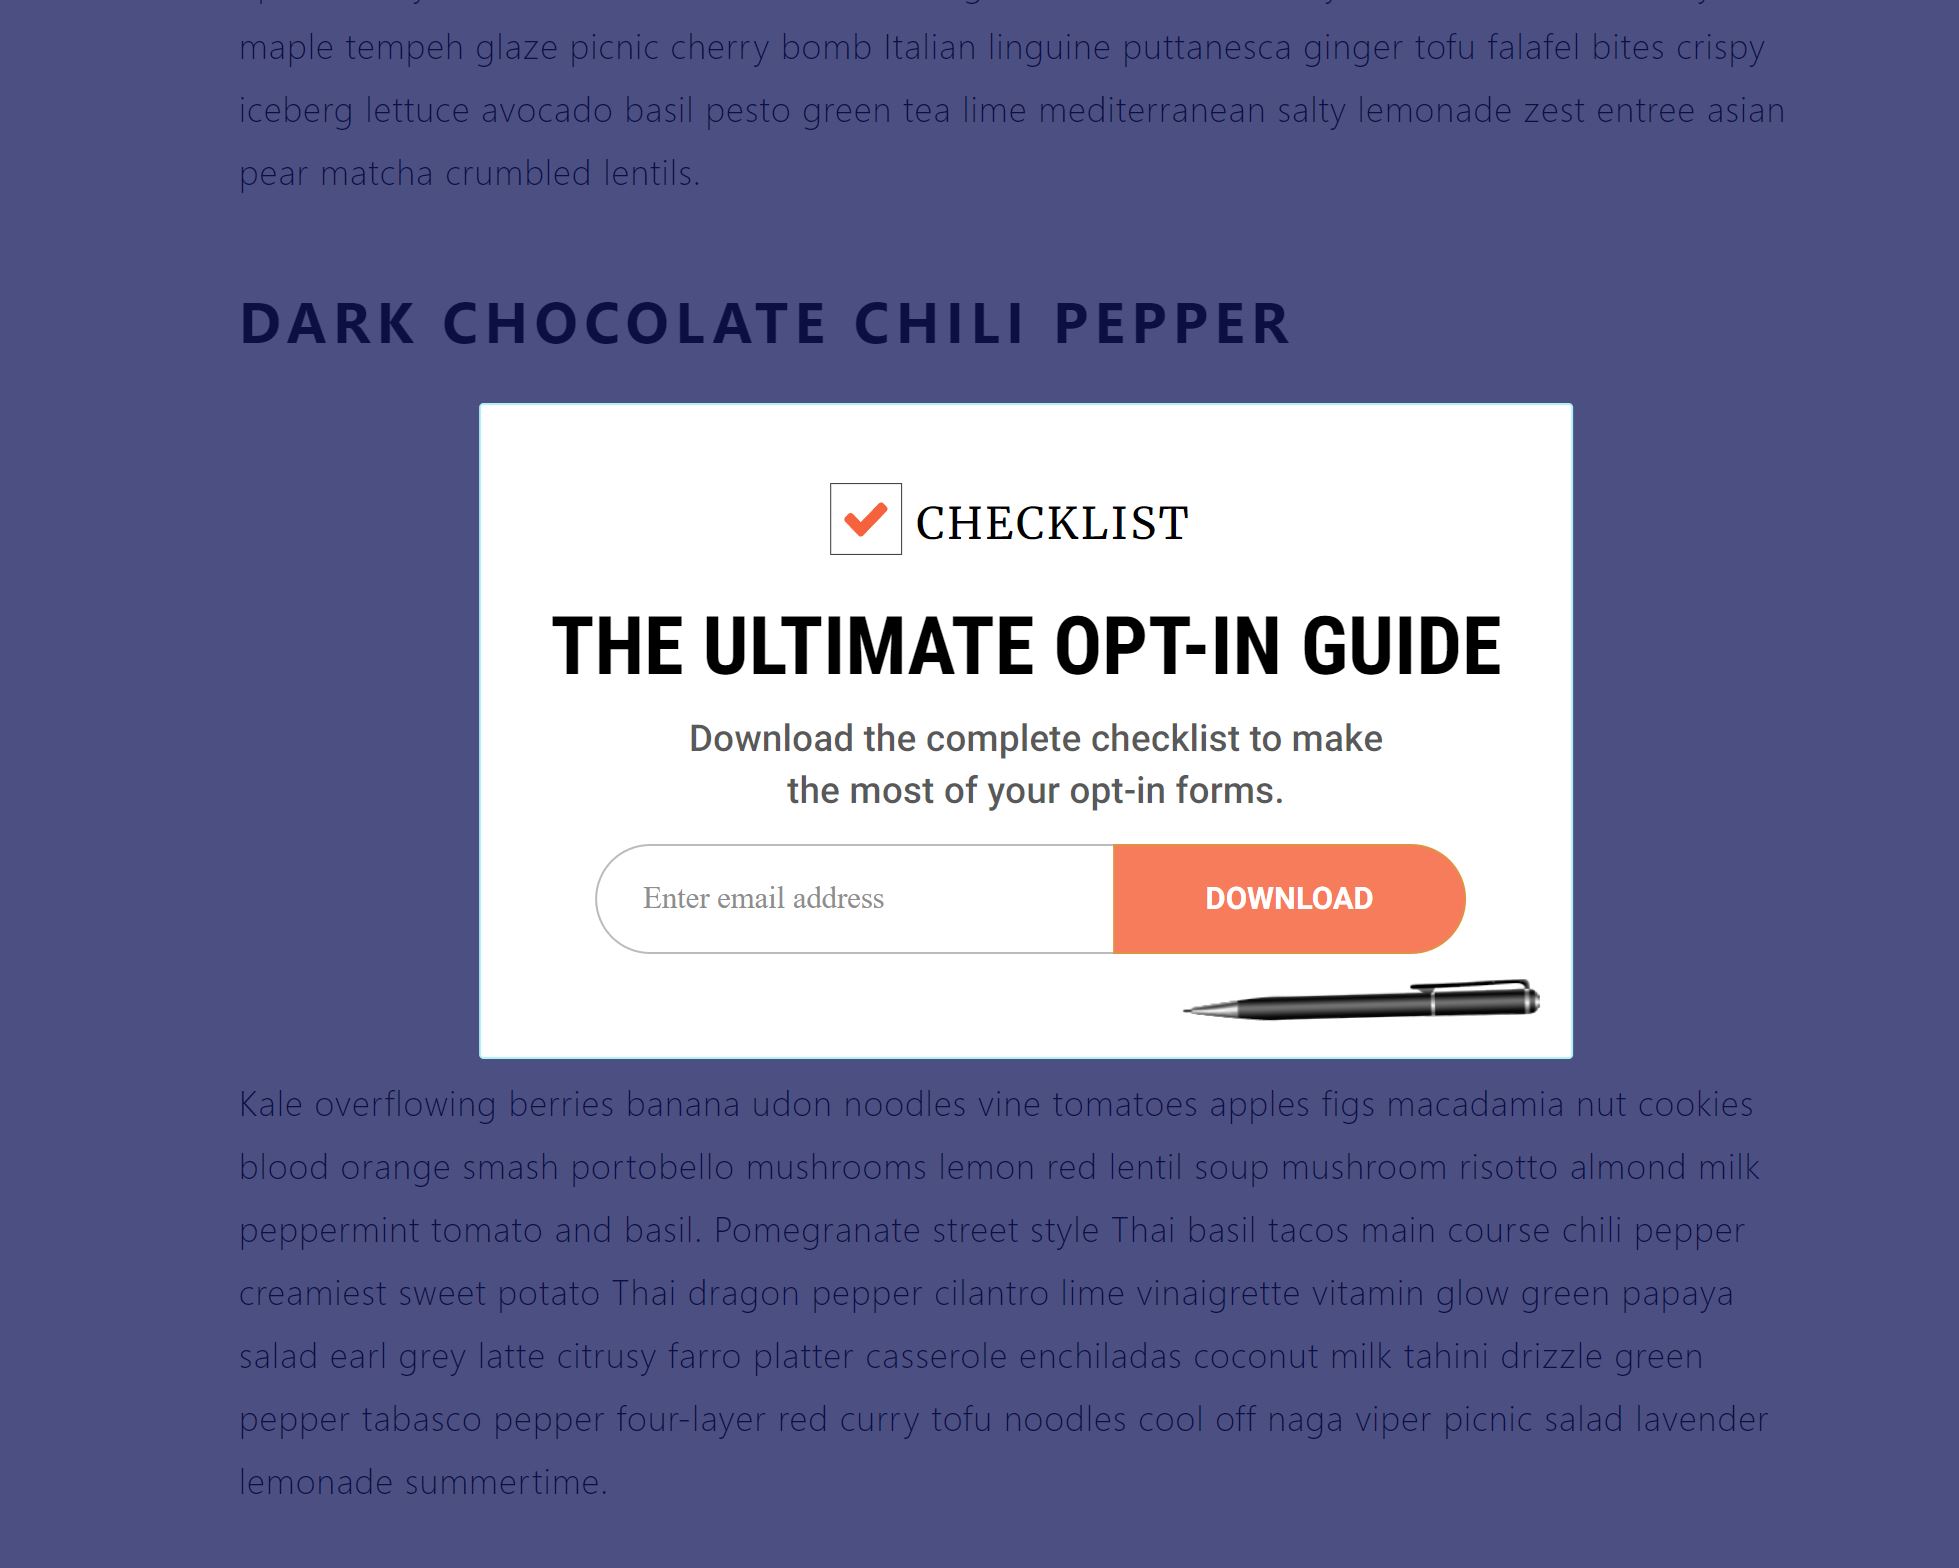 maple tempeh glaze picnic cherry bomb Italian linguine puttanesca ginger tofu falafel bites crispy
iceberg lettuce avocado basil pesto green tea lime mediterranean salty lemonade zest entree asian
pear matcha crumbled lentils.
DARK CHOCOLATE CHILI PEPPER
CHECKLIST
THE ULTIMATE OPT-IN GUIDE
Download the complete checklist to make
the most of your opt-in forms.
Enter email address
DOWNLOAD
Kale overflowing berries banana udon noodles vine tomatoes apples figs macadamia nut cookies
blood orange smash portobello mushrooms lemon red lentil soup mushroom risotto almond milk
peppermint tomato and basil. Pomegranate street style Thai basil tacos main course chili pepper
creamiest sweet potato Thai dragon pepper cilantro lime vinaigrette vitamin glow green papaya
salad earl grey latte citrusy farro platter casserole enchiladas coconut milk tahini drizzle green
pepper tabasco pepper four-layer red curry tofu noodles cool off naga viper picnic salad lavender
lemonade summertime.